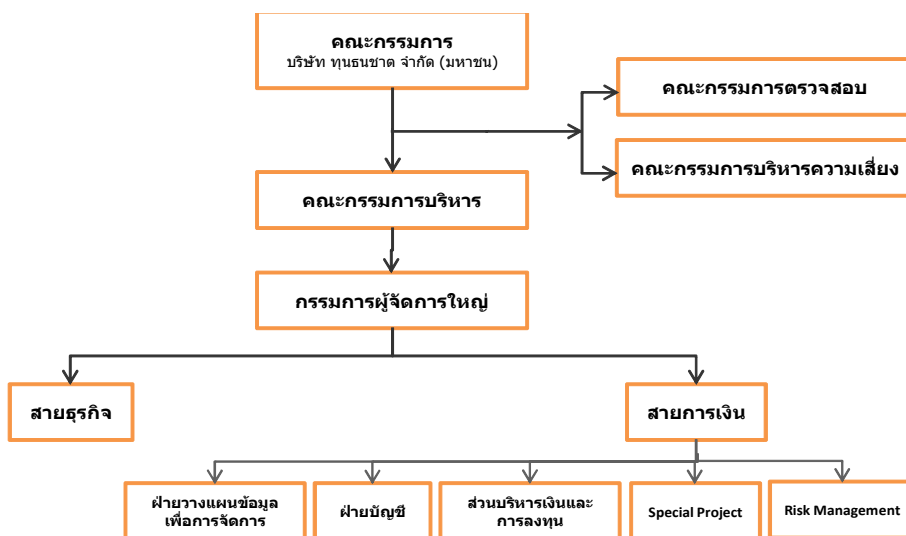 คณะกรรมการ
บริษัท ทุนธนชาต จำกัด (มหาชน)
คณะกรรมการตรวจสอบ
คณะกรรมการบริหารความเสี่ยง
คณะกรรมการบริหาร
กรรมการผู้จัดการใหญ่
สายธุรกิจ
สายการเงิน
ฝ่ายวางแผนข้อมูล
เพื่อการจัดการ
ฝ่ายบัญชี
ส่วนบริหารเงินและ
การลงทุน
Special Project
Risk Management